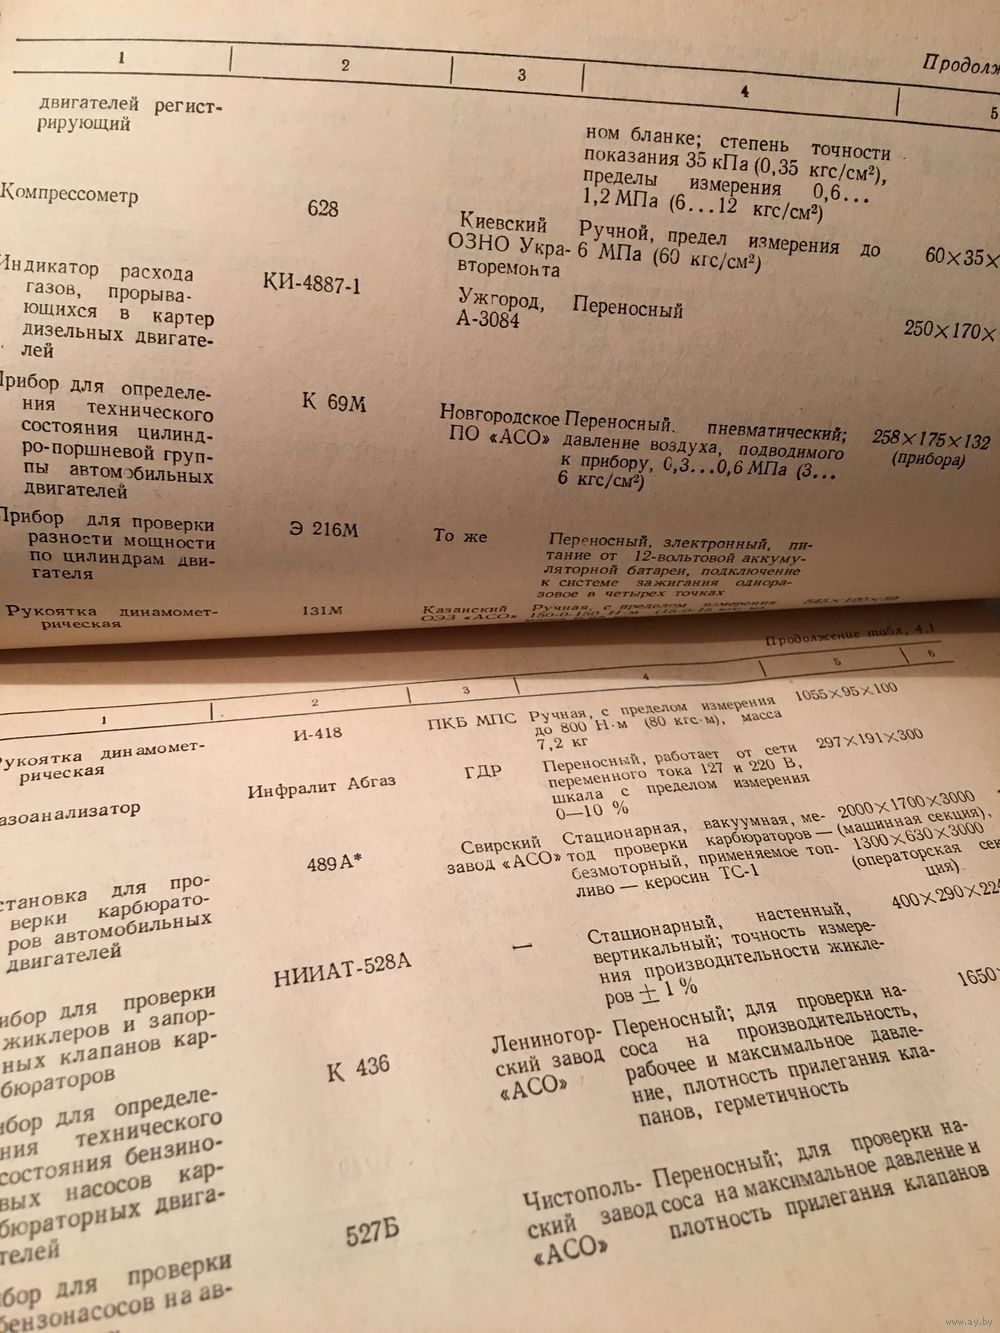 1 2 3 4 5
двигателей регист-
рирующий
ном бланке; степень точности
показания 35 кПа (0,35 кгс/см²),
пределы измерения 0,6...
1,2 МПа (6...12 кгс/см²)
Компрессометр
628
Киевский
ОЗНО Укра-
вторемонта
Ручной, предел измерения до
6 МПа (60 кгс/см²)
60×35×
Индикатор расхода
газов, прорыва-
ющихся в картер
дизельных двигате-
лей
КИ-4887-1
Ужгород,
А-3084
Переносный
250×170×
Прибор для определе-
ния технического
состояния цилинд-
ро-поршневой груп-
пы автомобильных
двигателей
К 69М
Новгородское
ПО «АСО»
Переносный. пневматический;
давление воздуха, подводимого
к прибору, 0,3...0,6 МПа (3...
6 кгс/см²)
258×175×132
(прибора)
Прибор для проверки
разности мощности
по цилиндрам дви-
гателя
Э 216М
То же
Переносный, электронный, пи-
тание от 12-вольтовой аккуму-
ляторной батареи, подключение
к системе зажигания однора-
зовое в четырех точках
Рукоятка динамомет-
рическая
131М
Казанский
ОЭЗ «АСО»
Ручная, с пределом измерения
Продолжение табл. 4.1
1 2 3 4 5 6
динамомет-
рическая
И-418
ПКБ МПС
Ручная, с пределом измерения
до 800 Н·м (80 кгс·м), масса
7,2 кг
1055×95×100
Инфралит Абгаз
ГДР
Переносный, работает от сети
переменного тока 127 и 220 В,
шкала с пределом измерения
0—10 %
297×191×300
для про-
верки карбюрато-
ров автомобильных
двигателей
489А*
Свирский
завод «АСО»
Стационарная, вакуумная, ме-
тод проверки карбюраторов —
безмоторный, применяемое топ-
ливо — керосин ТС-1
2000×1700×3000
(машинная секция),
1300×630×3000
(операторская сек-
ция)
для проверки
жиклеров и запор-
ных клапанов кар-
бюраторов
НИИАТ-528А
—
Стационарный, настенный,
вертикальный; точность измере-
ния производительности жикле-
ров ± 1 %
400×290×224
для определе-
ния технического
состояния бензино-
вых насосов кар-
бюраторных двига-
телей
К 436
Лениногор-
ский завод
«АСО»
Переносный; для проверки на-
соса на производительность,
рабочее и максимальное давле-
ние, плотность прилегания кла-
панов, герметичность
1650×
для проверки
бензонасосов на ав-
527Б
Чистополь-
ский завод
«АСО»
Переносный; для проверки на-
соса на максимальное давление и
плотность прилегания клапанов
www.ay.by